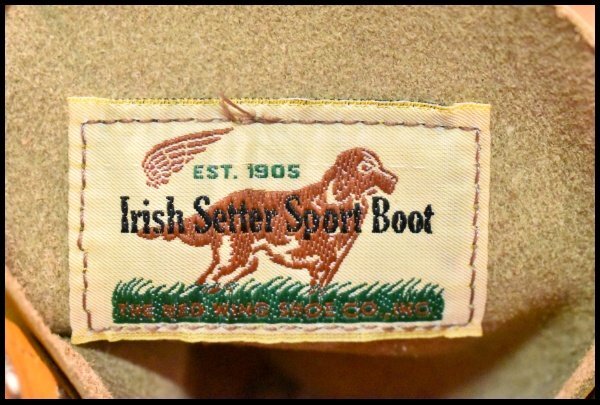 EST. 1905
Irish Setter Sport Boot
THE RED WING SHOE CO., INC.